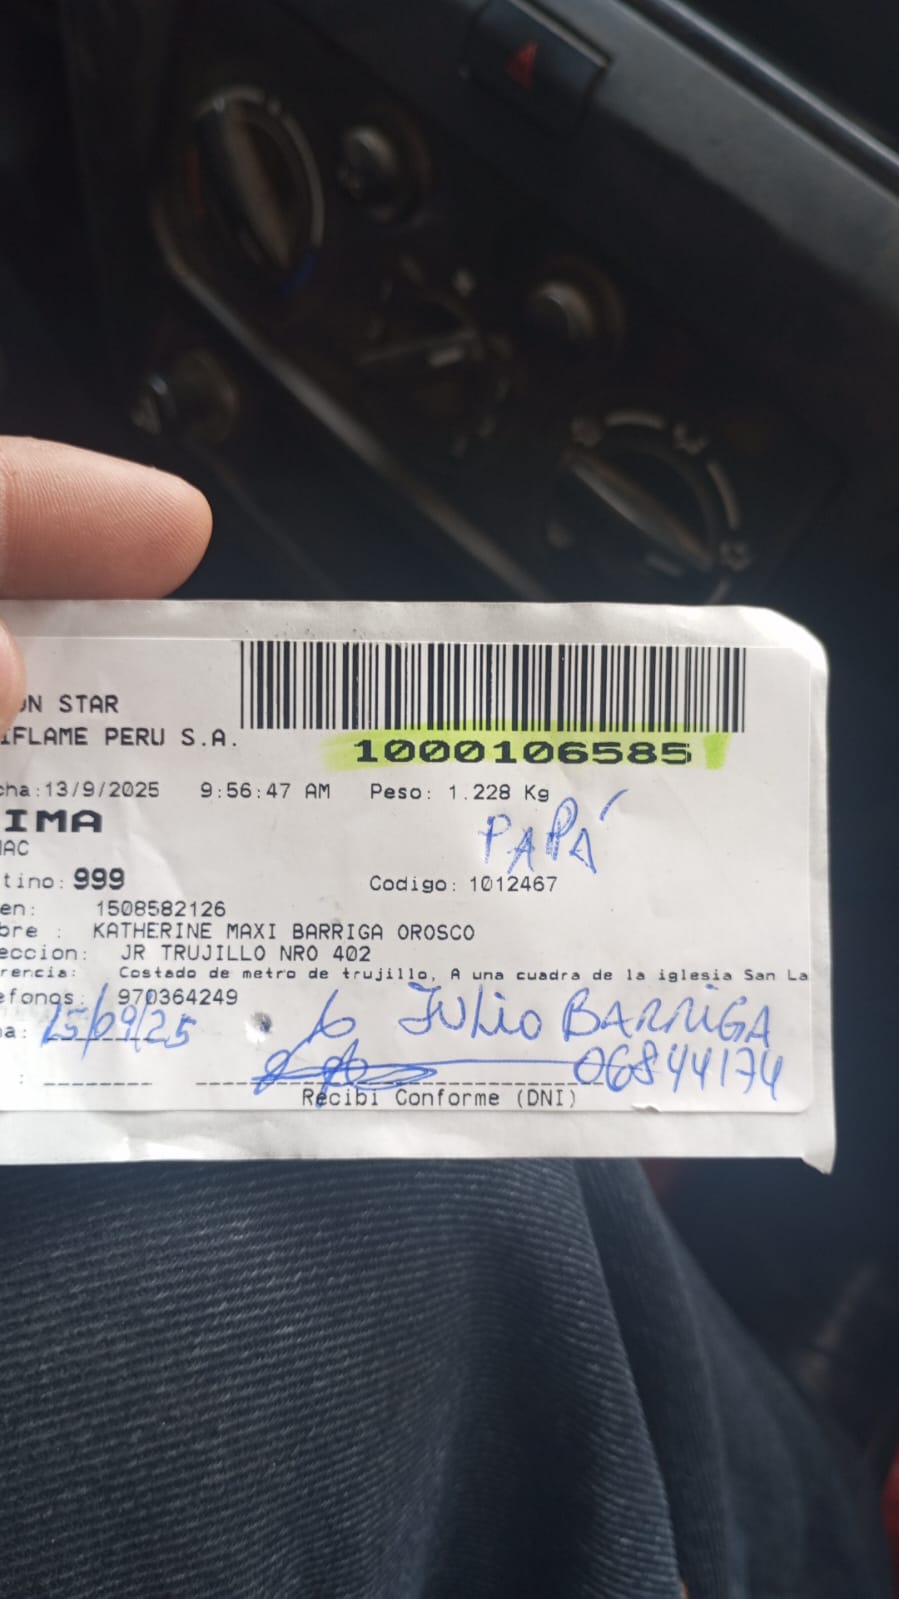 ON STAR
IFLAME PERU S.A.
1000106585
cha:13/9/2025 9:56:47 AM Peso: 1.228 Kg
IMA
MAC
PAPÁ
tino: 999 Codigo: 1012467
en: 1508582126
bre : KATHERINE MAXI BARRIGA OROSCO
eccion: JR TRUJILLO NRO 402
rencia: Costado de metro de trujillo, A una cuadra de la iglesia San La
efonos: 970364249
a: 15/09/25 Julio BARRIGA
: 06844174
Recibi Conforme (DNI)